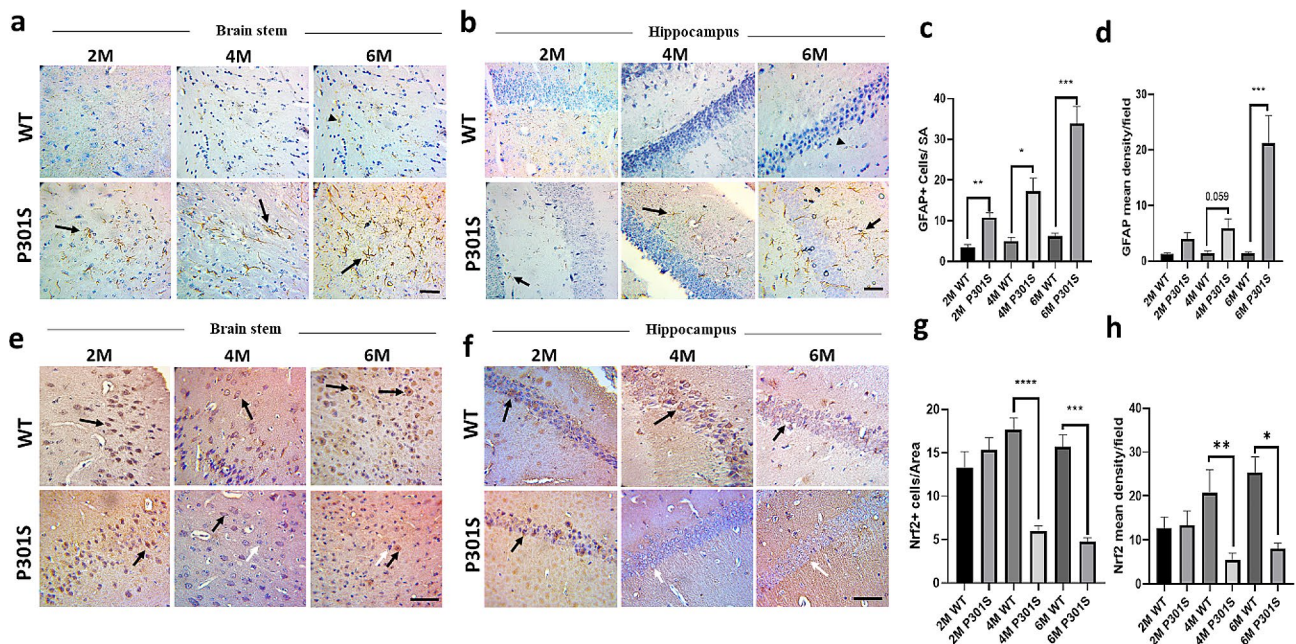 a
Brain stem
2M 4M 6M
WT
P301S
b
Hippocampus
2M 4M 6M
WT
P301S
c
GFAP+ Cells/ SA
40
30
20
10
0
** * ***
2M WT
2M P301S
4M WT
4M P301S
6M WT
6M P301S
d
GFAP mean density/field
30
20
10
0
0.059 ***
2M WT
2M P301S
4M WT
4M P301S
6M WT
6M P301S
e
Brain stem
2M 4M 6M
WT
P301S
f
Hippocampus
2M 4M 6M
WT
P301S
g
Nrf2+ cells/Area
20
15
10
5
0
**** ***
2M WT
2M P301S
4M WT
4M P301S
6M WT
6M P301S
h
Nrf2 mean density/field
40
30
20
10
0
** *
2M WT
2M P301S
4M WT
4M P301S
6M WT
6M P301S